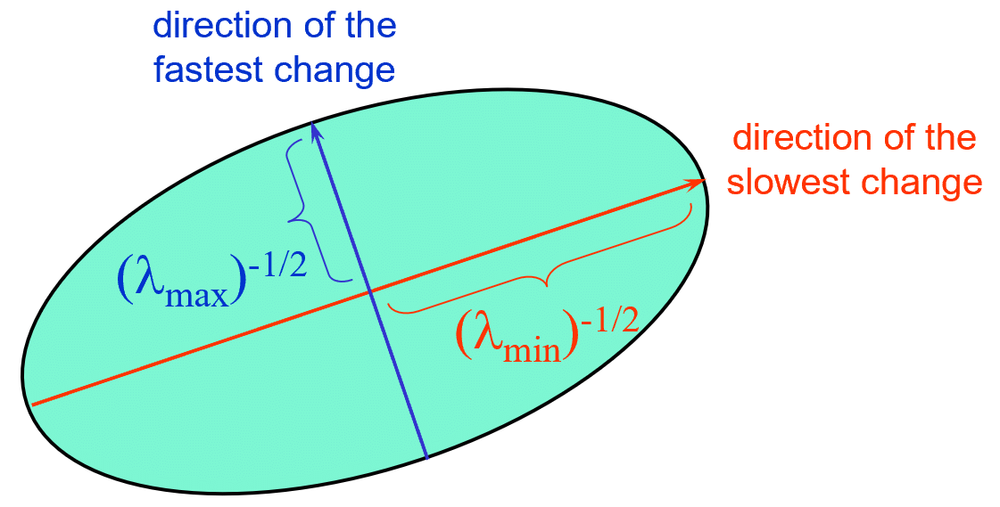 direction of the
fastest change
direction of the
slowest change
(λmax)-1/2
(λmin)-1/2